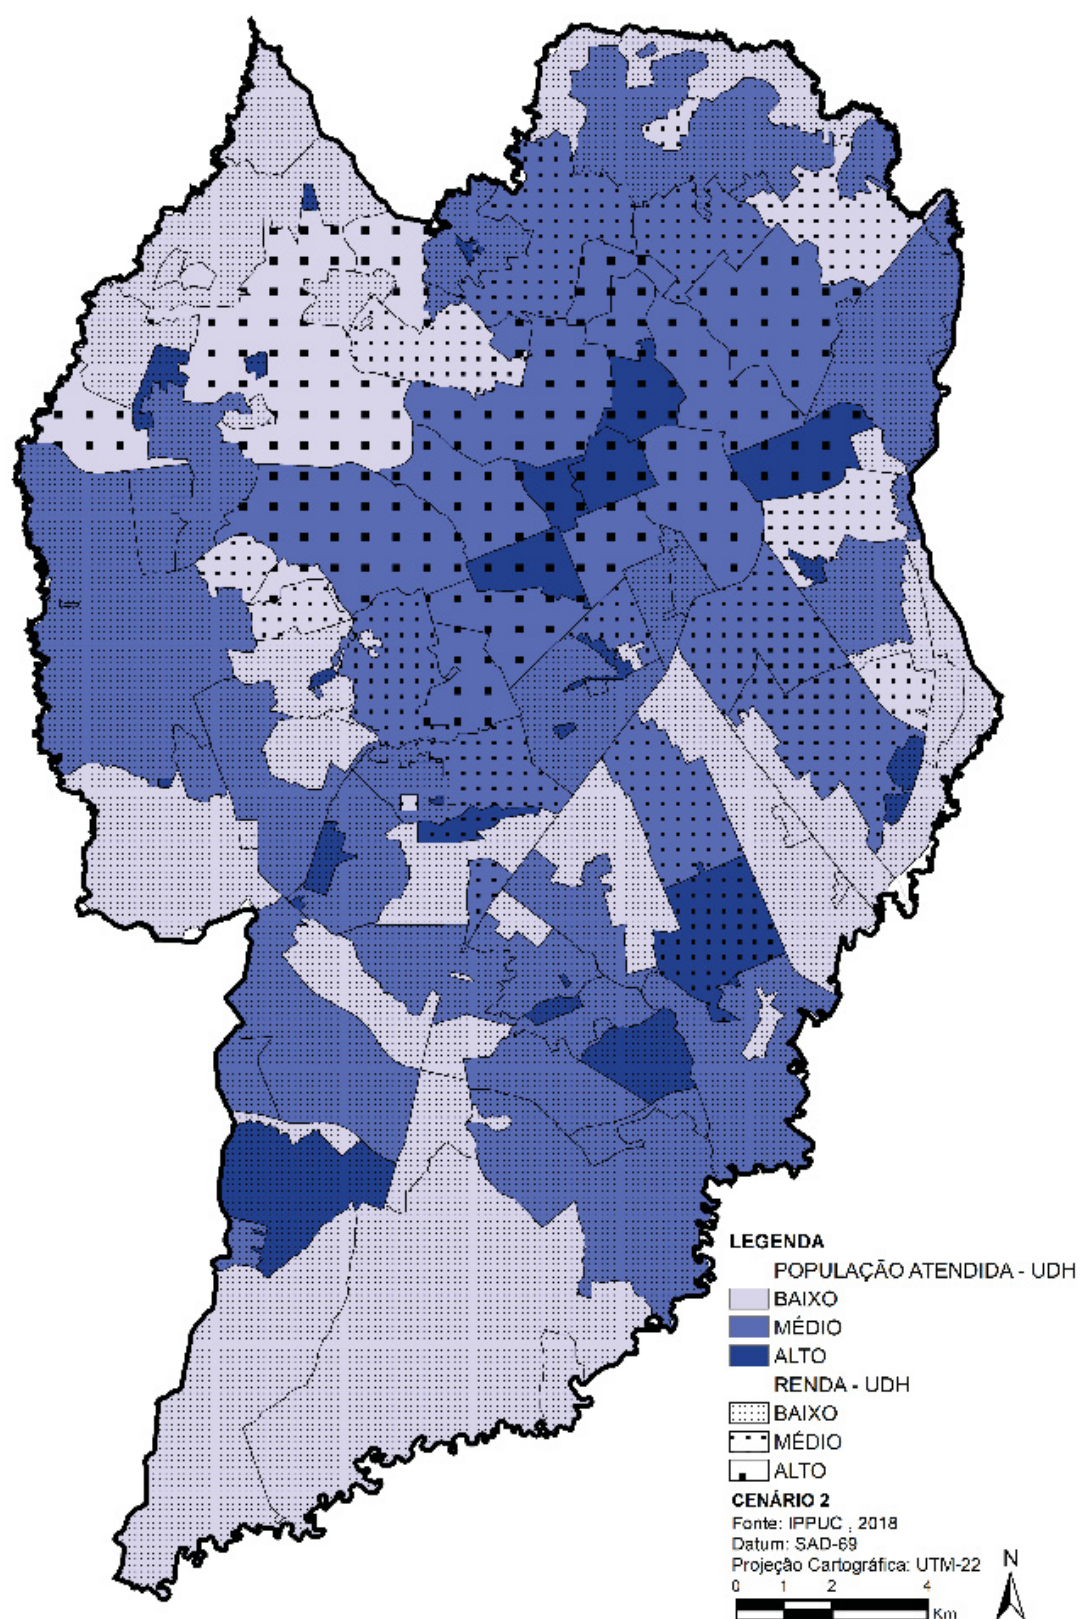 LEGENDA
POPULAÇÃO ATENDIDA - UDH
BAIXO
MÉDIO
ALTO
RENDA - UDH
BAIXO
MÉDIO
ALTO
CENÁRIO 2
Fonte: IPPUC , 2018
Datum: SAD-69
Projeção Cartográfica: UTM-22
N
0 1 2 4
Km